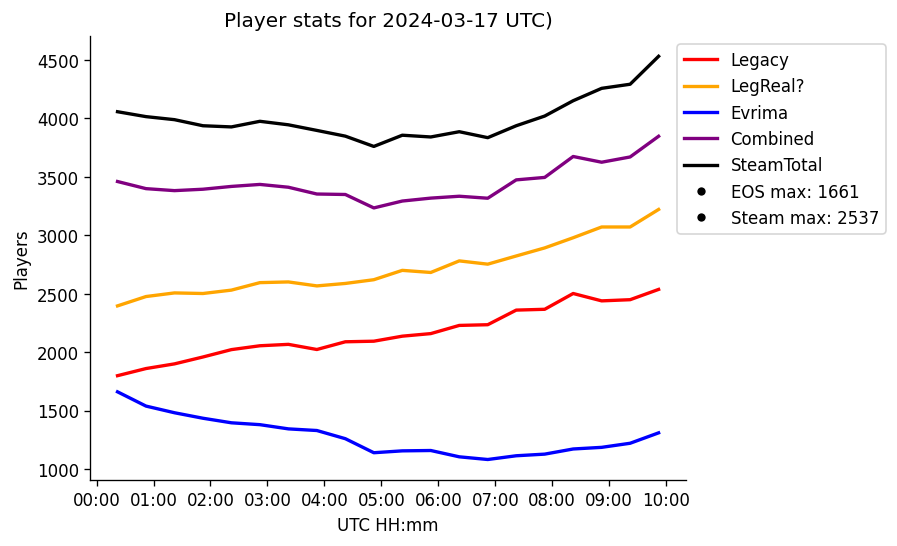 Player stats for 2024-03-17 UTC)
4500
4000
3500
3000
2500
2000
1500
1000
Players
00:00 01:00 02:00 03:00 04:00 05:00 06:00 07:00 08:00 09:00 10:00
UTC HH:mm
Legacy
LegReal?
Evrima
Combined
SteamTotal
EOS max: 1661
Steam max: 2537